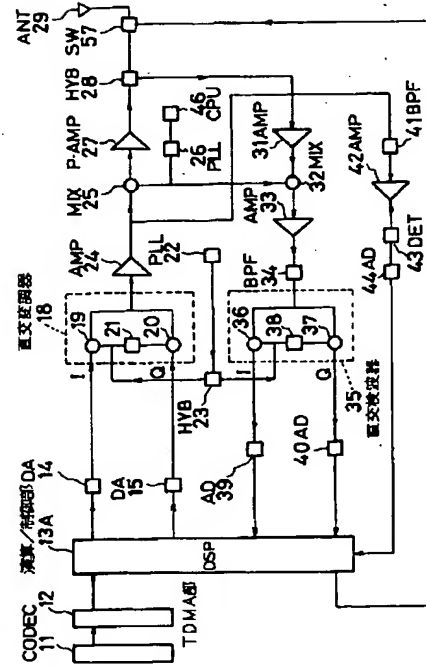 CODEC
11
12
TDMA部
演算/制御部
13A
DSP
DA
14
DA
15
直交変調器
18
I
19
21
20
Q
HYB
23
AMP
24
PLL
22
MIX
25
PLL
26
CPU
46
P-AMP
27
HYB
28
SW
57
ANT
29
31AMP
32MIX
AMP
33
BPF
34
直交検波器
35
36
38
37
I
Q
AD
39
40AD
41BPF
42AMP
43DET
44AD